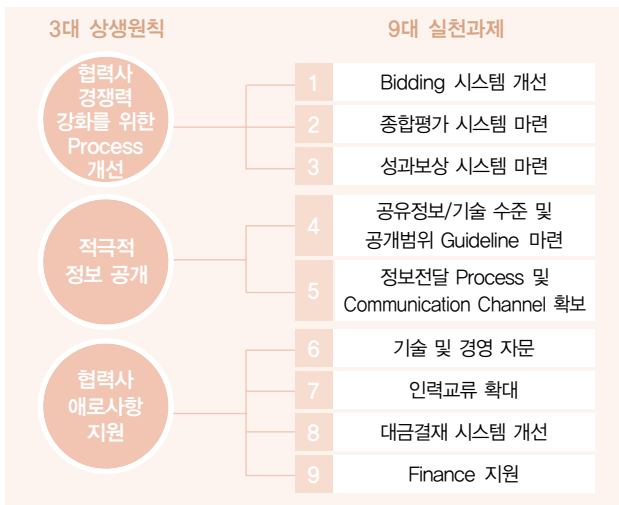 3대 상생원칙
9대 실천과제
협력사
경쟁력
강화를 위한
Process
개선
1 Bidding 시스템 개선
2 종합평가 시스템 마련
3 성과보상 시스템 마련
적극적
정보 공개
4 공유정보/기술 수준 및
공개범위 Guideline 마련
5 정보전달 Process 및
Communication Channel 확보
협력사
애로사항
지원
6 기술 및 경영 자문
7 인력교류 확대
8 대금결재 시스템 개선
9 Finance 지원